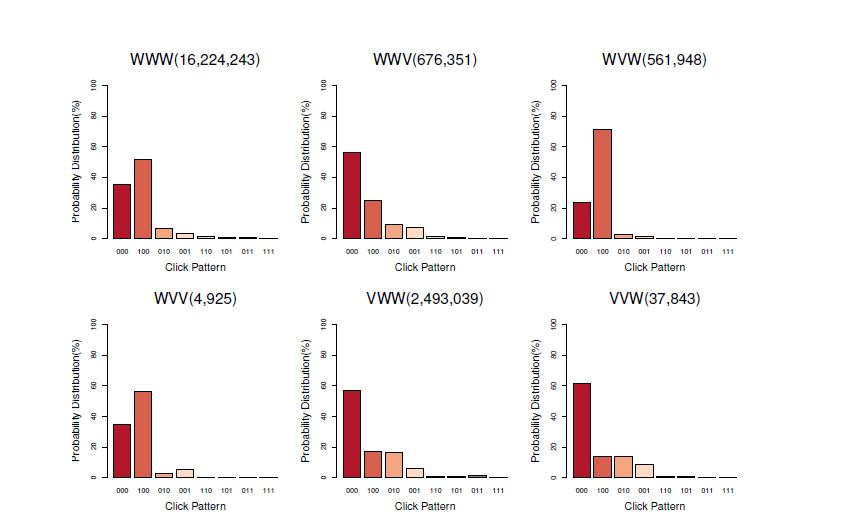 WWW(16,224,243)
Probability Distribution(%)
100
80
60
40
20
0
000 100 010 001 110 101 011 111
Click Pattern
WWV(676,351)
Probability Distribution(%)
100
80
60
40
20
0
000 100 010 001 110 101 011 111
Click Pattern
WVW(561,948)
Probability Distribution(%)
100
80
60
40
20
0
000 100 010 001 110 101 011 111
Click Pattern
WVV(4,925)
Probability Distribution(%)
100
80
60
40
20
0
000 100 010 001 110 101 011 111
Click Pattern
VWW(2,493,039)
Probability Distribution(%)
100
80
60
40
20
0
000 100 010 001 110 101 011 111
Click Pattern
VVW(37,843)
Probability Distribution(%)
100
80
60
40
20
0
000 100 010 001 110 101 011 111
Click Pattern